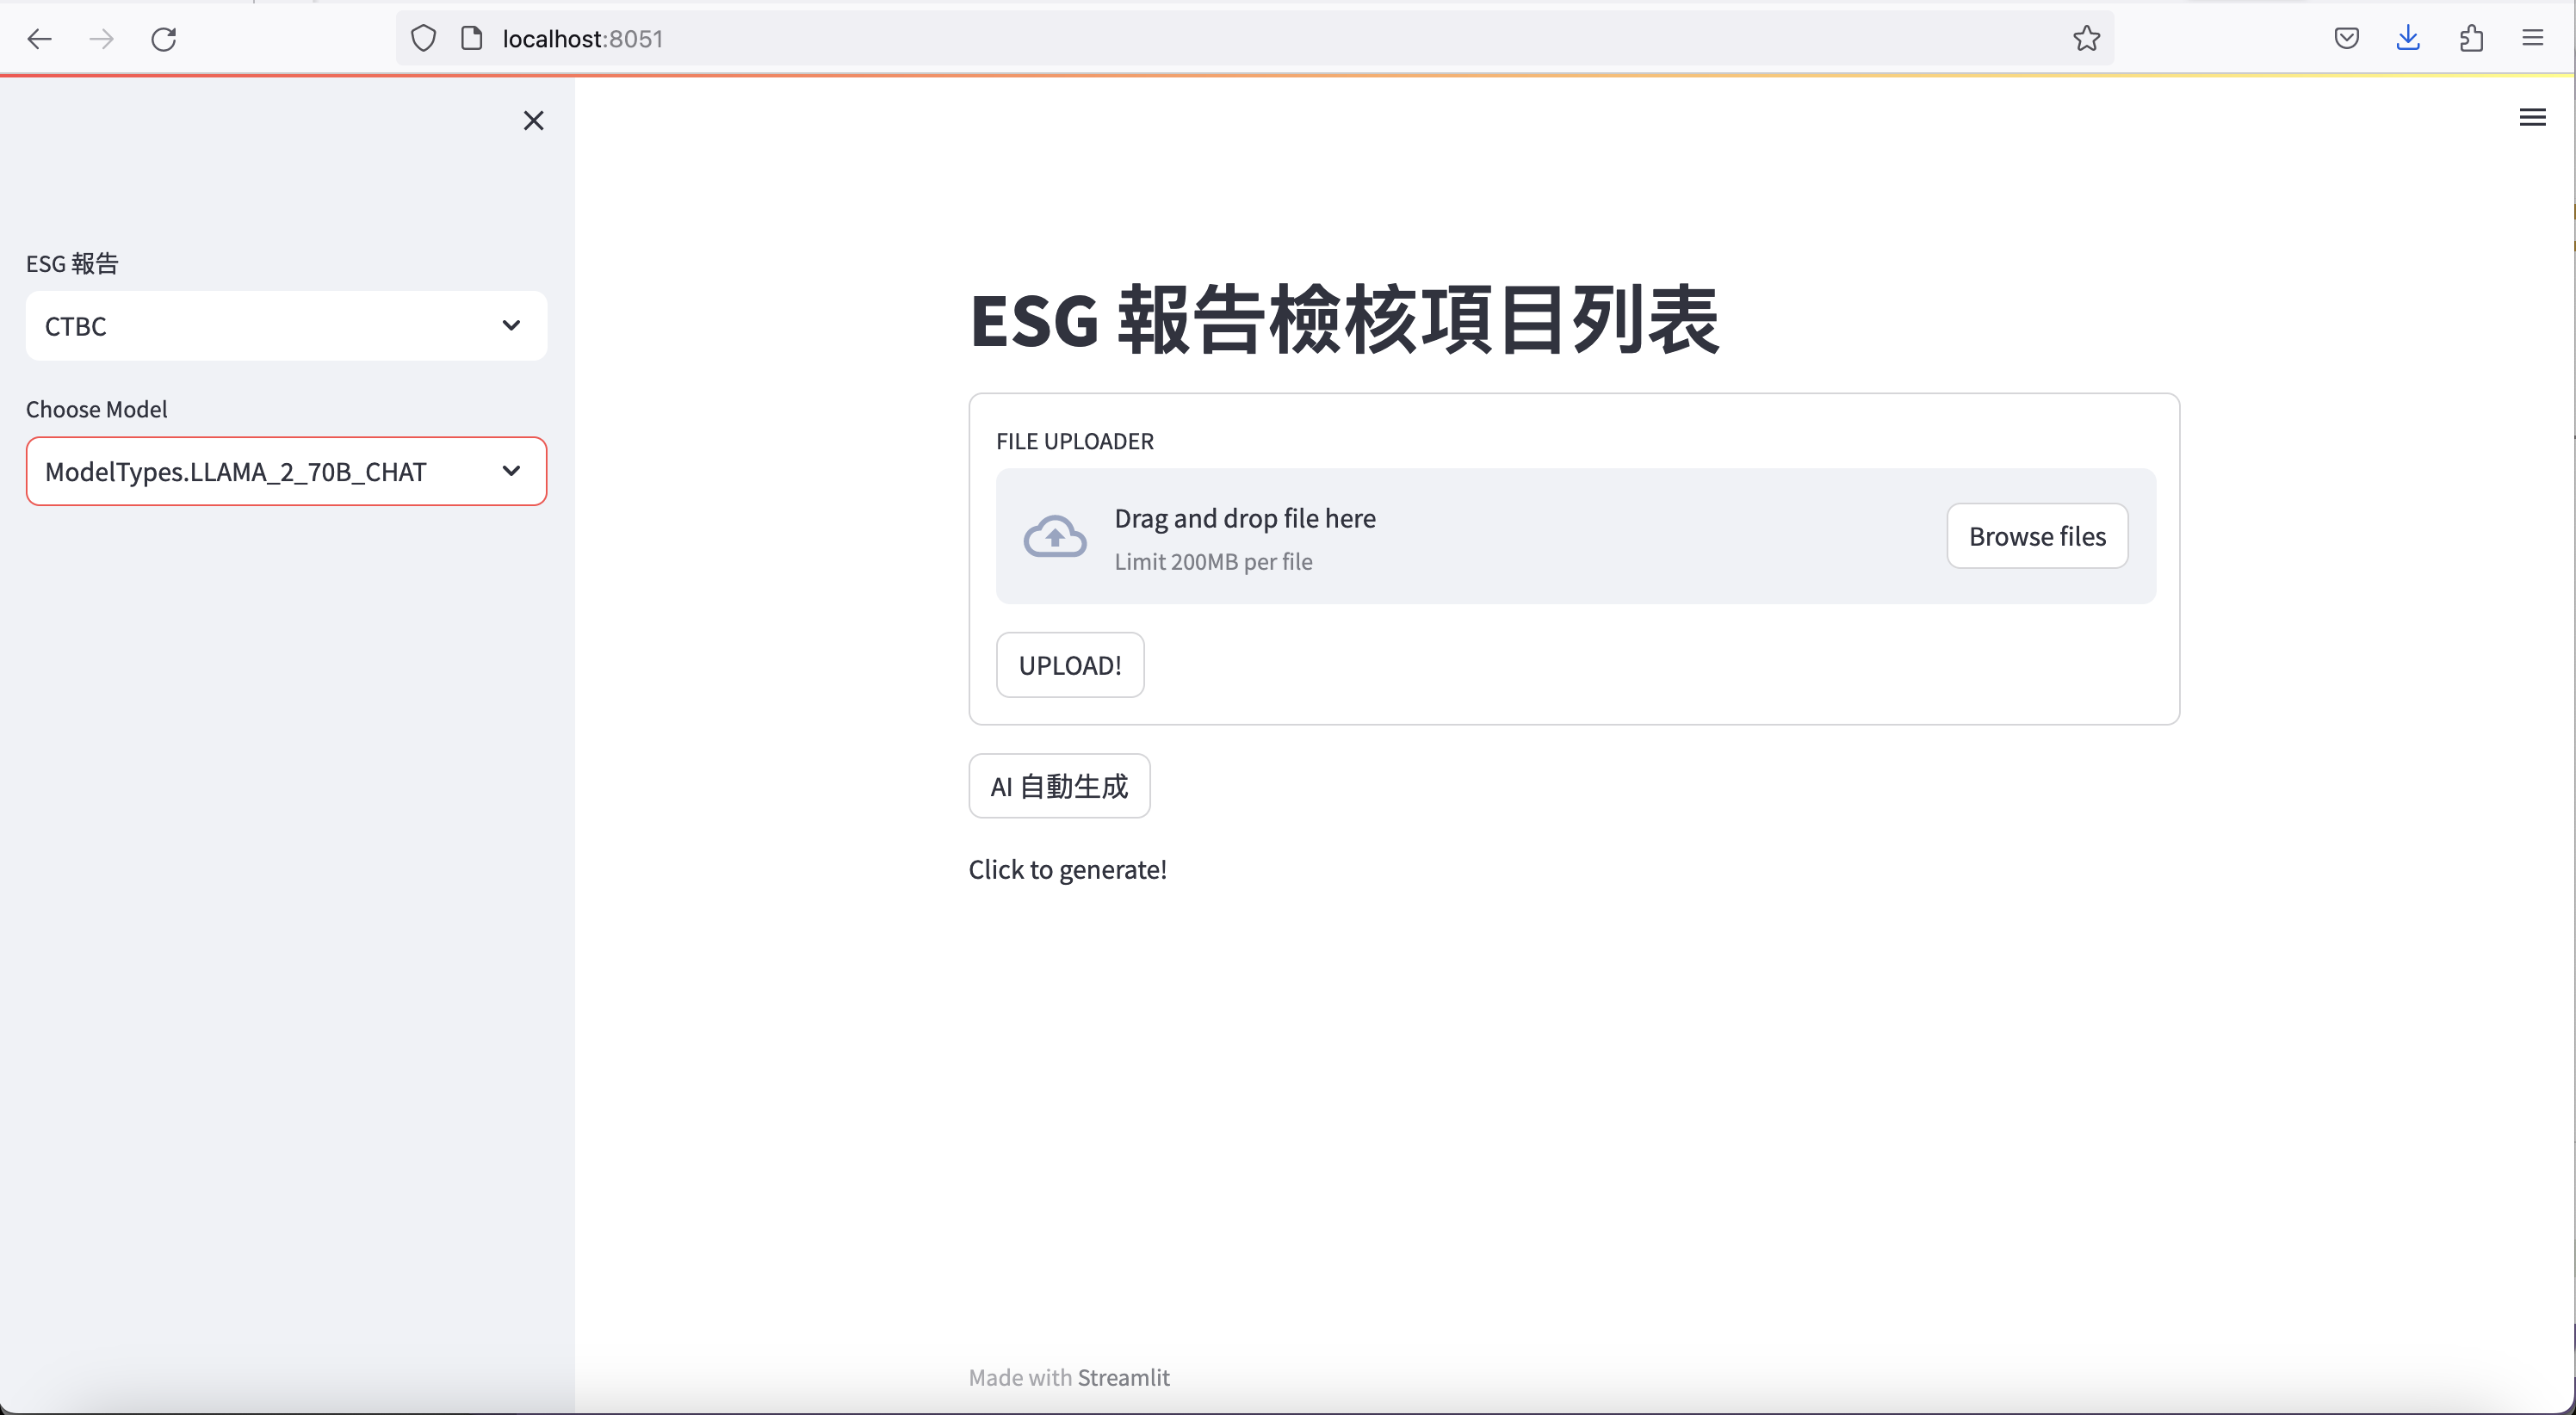 localhost:8051
ESG 報告
CTBC
Choose Model
ModelTypes.LLAMA_2_70B_CHAT
ESG 報告檢核項目列表
FILE UPLOADER
Drag and drop file here
Limit 200MB per file
Browse files
UPLOAD!
AI 自動生成
Click to generate!
Made with Streamlit